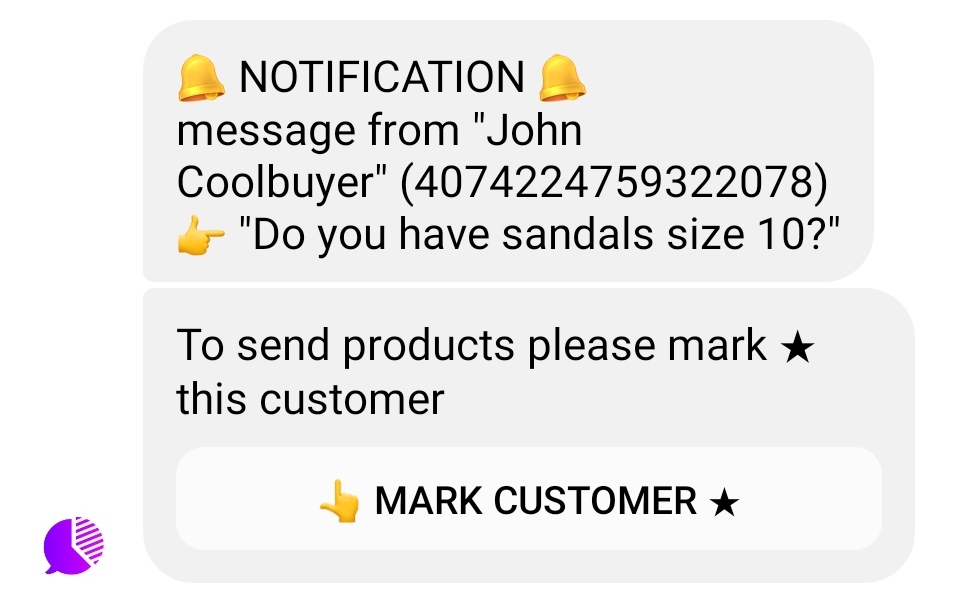 🔔 NOTIFICATION 🔔
message from "John
Coolbuyer" (4074224759322078)
👉 "Do you have sandals size 10?"
To send products please mark ★
this customer
👆 MARK CUSTOMER ★